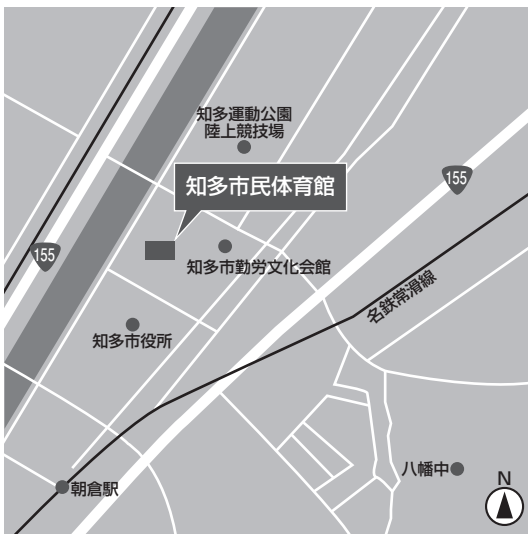 知多運動公園
陸上競技場
知多市民体育館
155
155
知多市勤労文化会館
名鉄常滑線
知多市役所
八幡中
朝倉駅
N